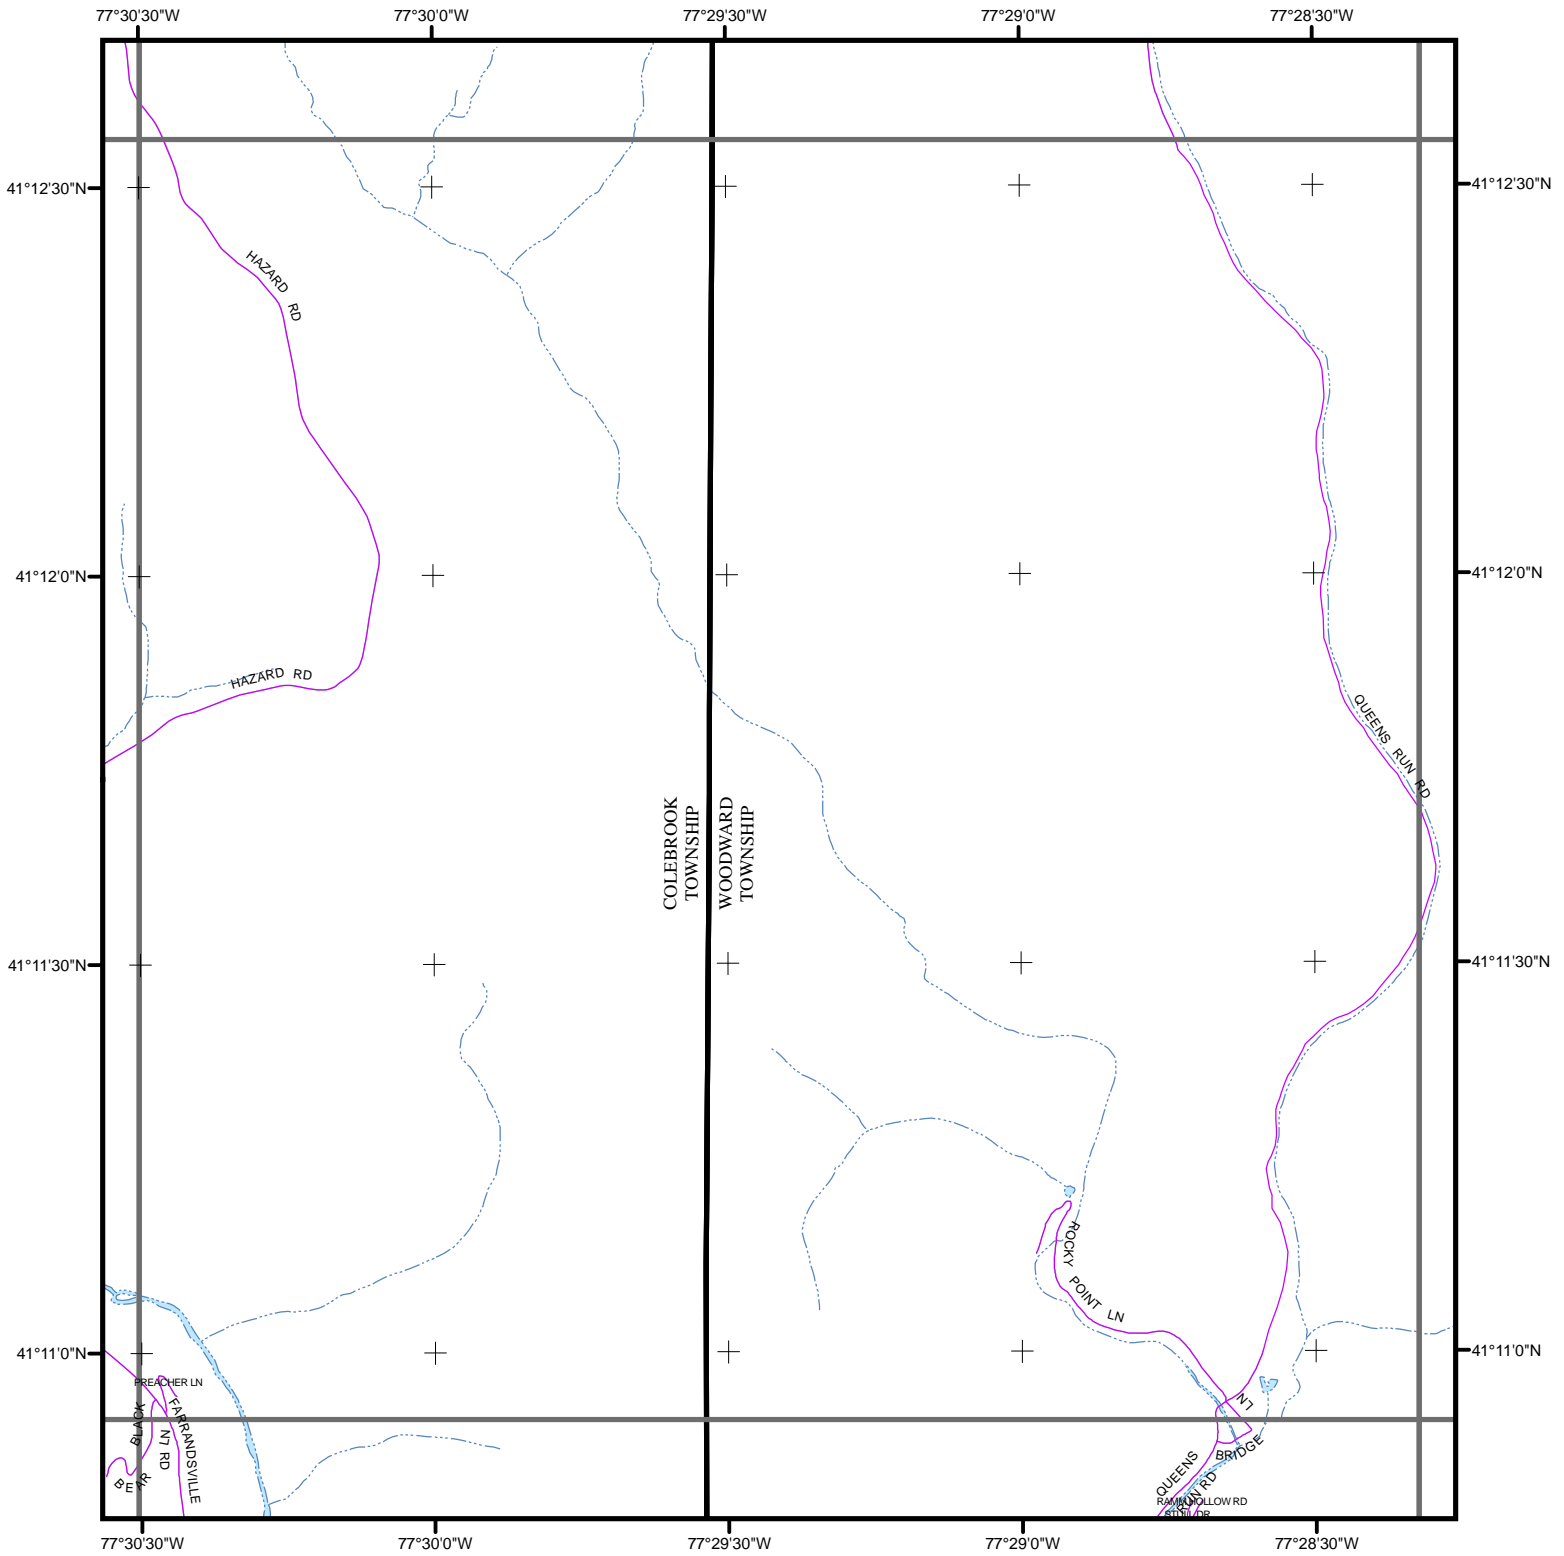 77°30'30"W 77°30'0"W 77°29'30"W 77°29'0"W 77°28'30"W
41°12'30"N 41°12'30"N
HAZARD RD
41°12'0"N 41°12'0"N
HAZARD RD
QUEENS RUN RD
COLEBROOK
TOWNSHIP
WOODWARD
TOWNSHIP
41°11'30"N 41°11'30"N
ROCKY POINT LN
41°11'0"N 41°11'0"N
PREACHER LN
FARRANDSVILLE
LN RD
BLACK
BEAR
LN
BRIDGE
QUEENS
RUN RD
HOLLOW RD
77°30'30"W 77°30'0"W 77°29'30"W 77°29'0"W 77°28'30"W